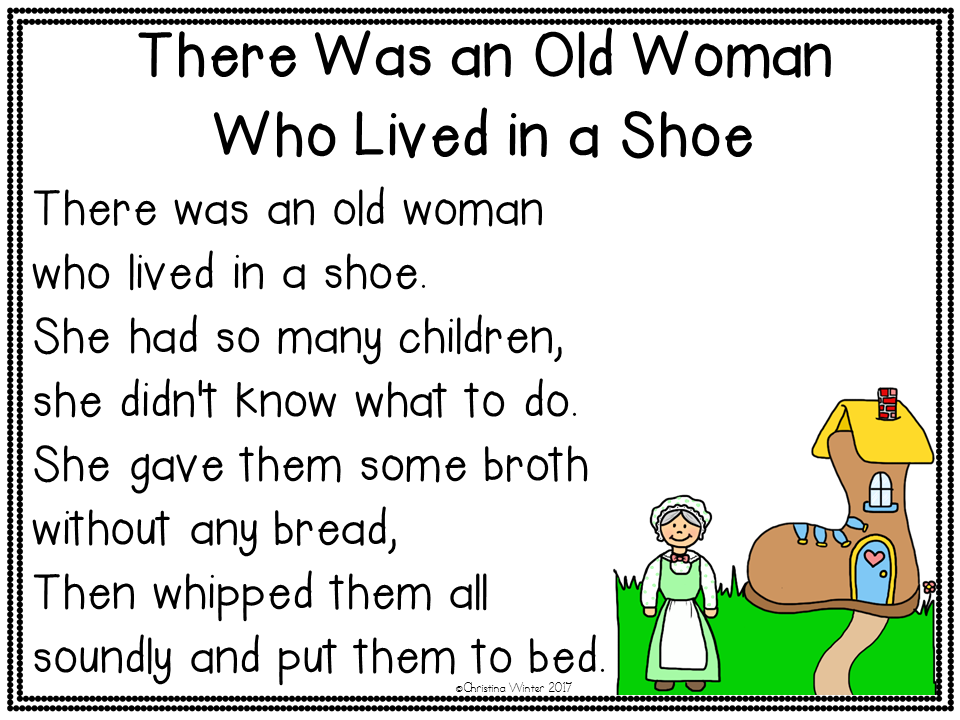 There Was an Old Woman
Who Lived in a Shoe
There was an old woman
who lived in a shoe.
She had so many children,
she didn't know what to do.
She gave them some broth
without any bread,
Then whipped them all
soundly and put them to bed.
©Christina Winter 2017